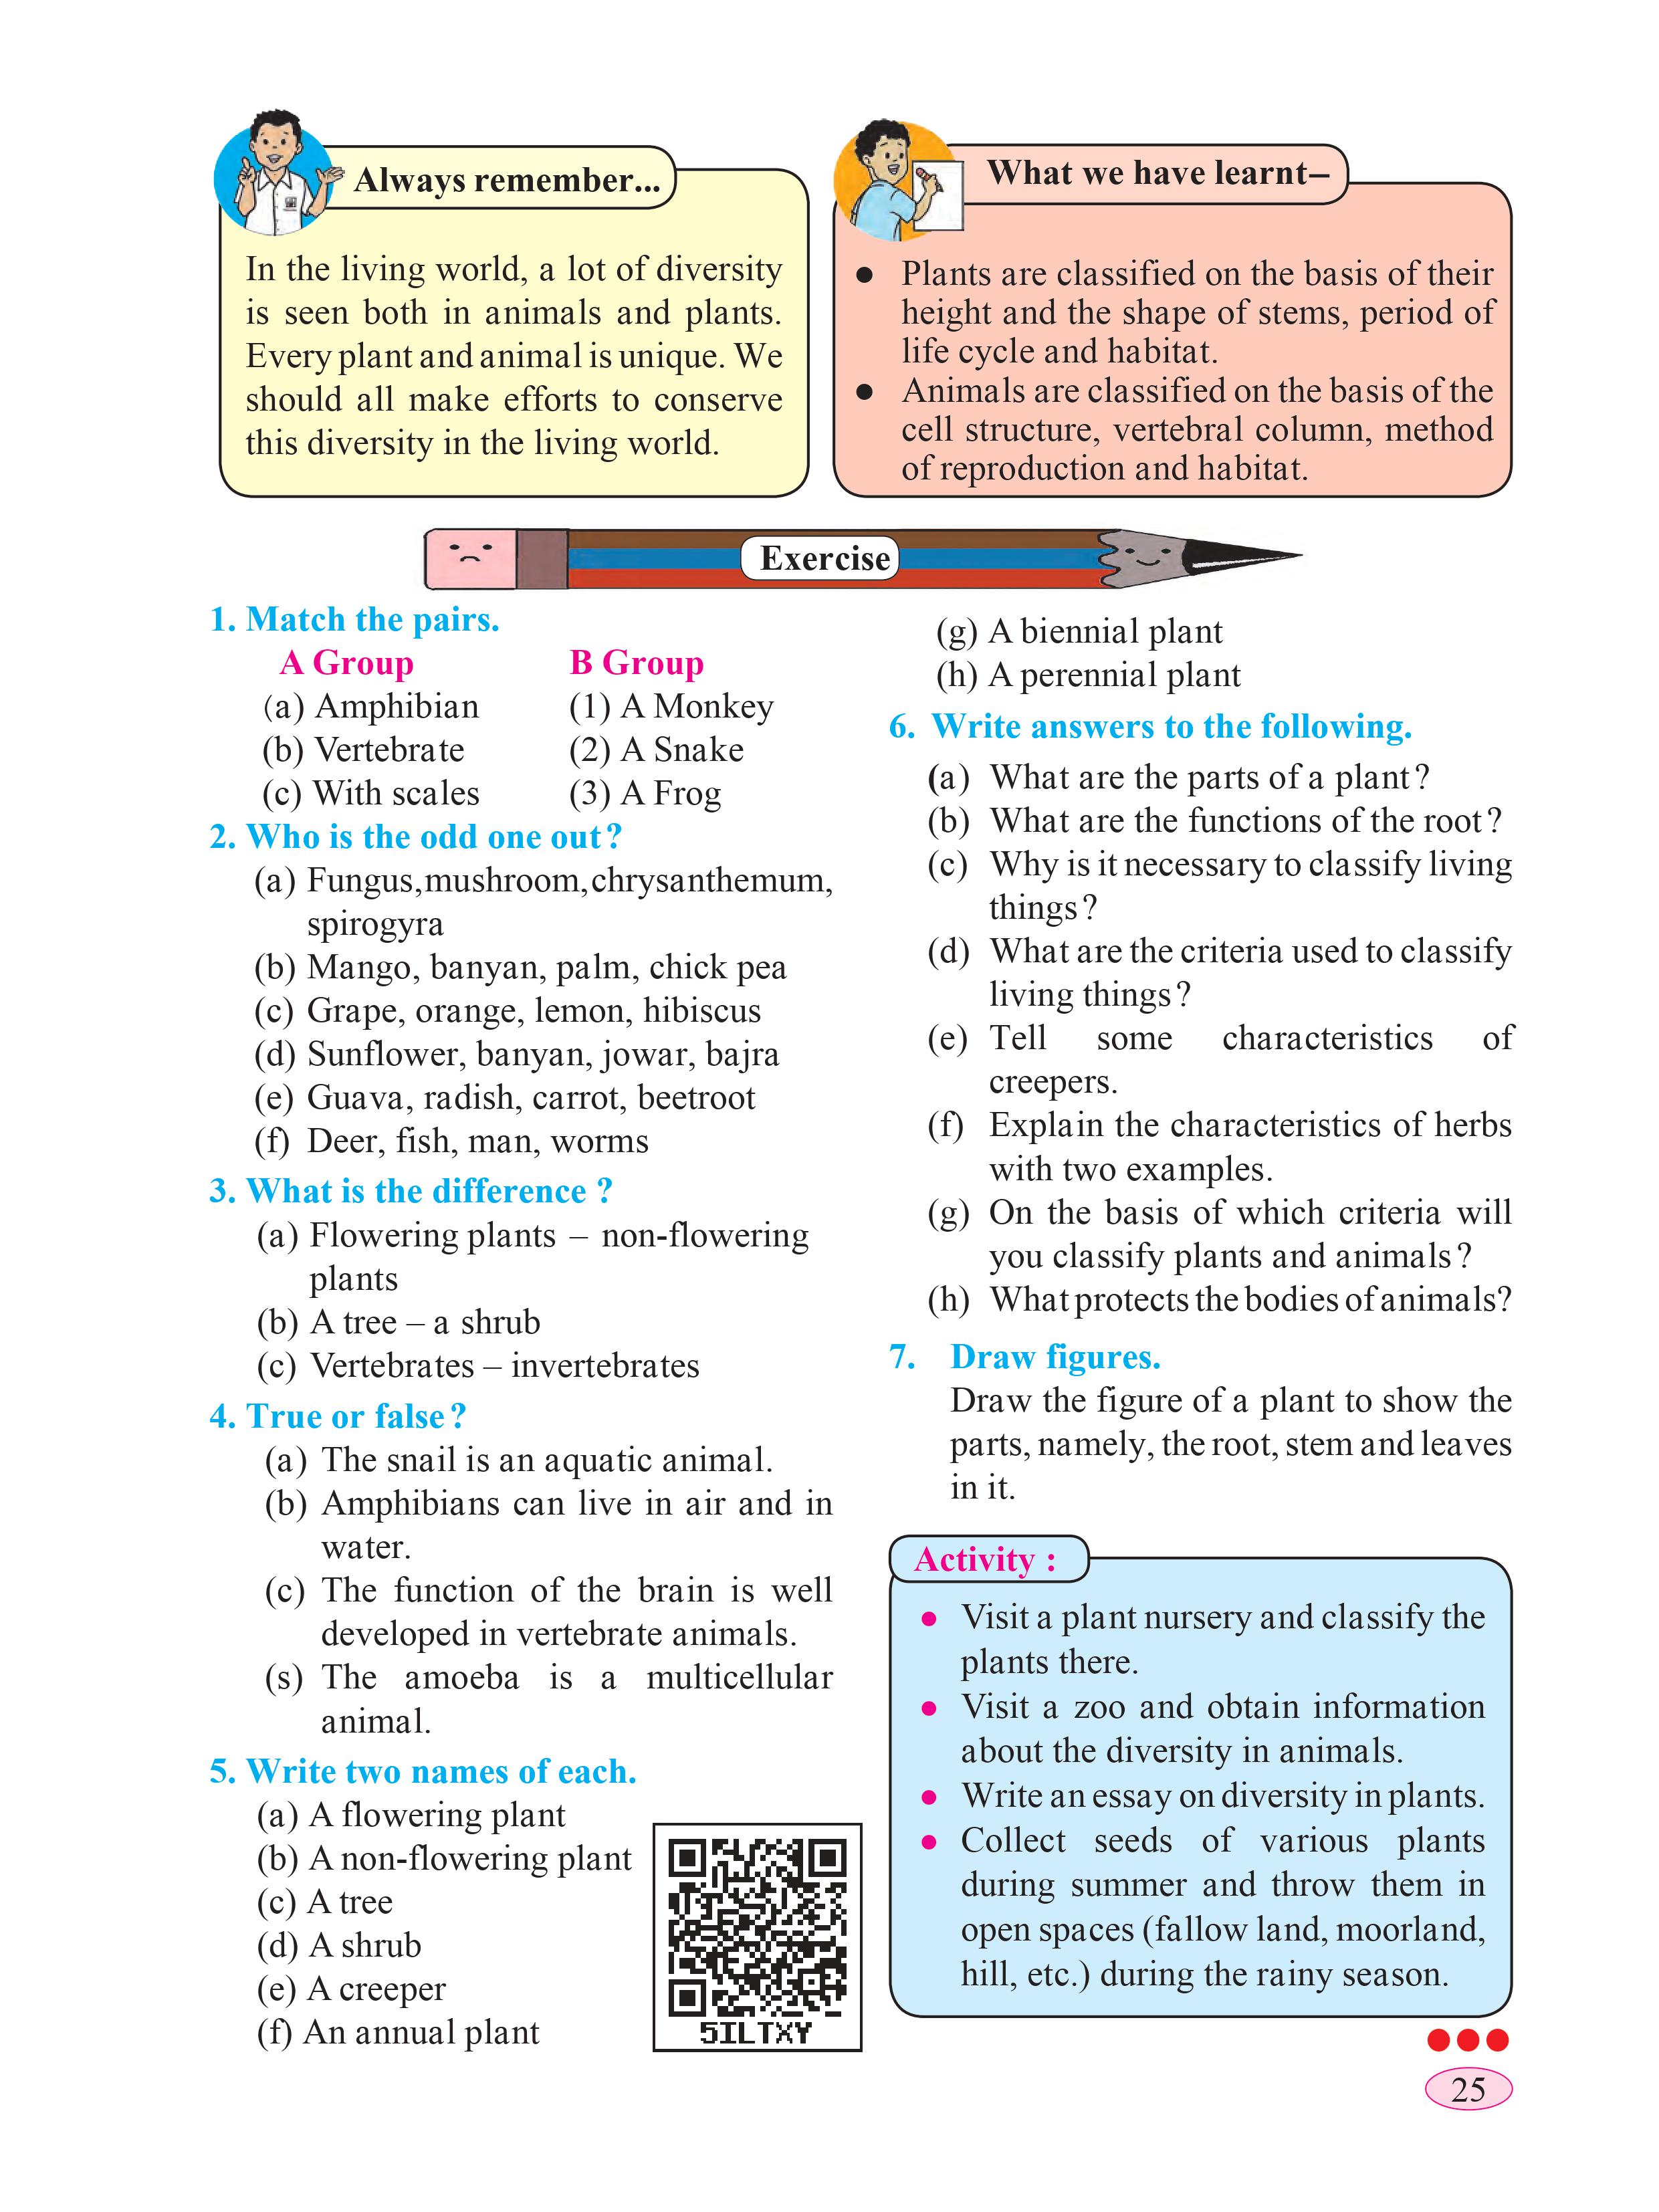 Always remember...
In the living world, a lot of diversity
is seen both in animals and plants.
Every plant and animal is unique. We
should all make efforts to conserve
this diversity in the living world.
What we have learnt–
● Plants are classified on the basis of their
height and the shape of stems, period of
life cycle and habitat.
● Animals are classified on the basis of the
cell structure, vertebral column, method
of reproduction and habitat.
Exercise
1. Match the pairs.
A Group B Group
(a) Amphibian (1) A Monkey
(b) Vertebrate (2) A Snake
(c) With scales (3) A Frog
2. Who is the odd one out?
(a) Fungus, mushroom, chrysanthemum,
spirogyra
(b) Mango, banyan, palm, chick pea
(c) Grape, orange, lemon, hibiscus
(d) Sunflower, banyan, jowar, bajra
(e) Guava, radish, carrot, beetroot
(f) Deer, fish, man, worms
3. What is the difference ?
(a) Flowering plants – non-flowering
plants
(b) A tree – a shrub
(c) Vertebrates – invertebrates
4. True or false?
(a) The snail is an aquatic animal.
(b) Amphibians can live in air and in
water.
(c) The function of the brain is well
developed in vertebrate animals.
(s) The amoeba is a multicellular
animal.
5. Write two names of each.
(a) A flowering plant
(b) A non-flowering plant
(c) A tree
(d) A shrub
(e) A creeper
(f) An annual plant
5ILTXY
(g) A biennial plant
(h) A perennial plant
6. Write answers to the following.
(a) What are the parts of a plant?
(b) What are the functions of the root?
(c) Why is it necessary to classify living
things?
(d) What are the criteria used to classify
living things?
(e) Tell some characteristics of
creepers.
(f) Explain the characteristics of herbs
with two examples.
(g) On the basis of which criteria will
you classify plants and animals?
(h) What protects the bodies of animals?
7. Draw figures.
Draw the figure of a plant to show the
parts, namely, the root, stem and leaves
in it.
Activity :
● Visit a plant nursery and classify the
plants there.
● Visit a zoo and obtain information
about the diversity in animals.
● Write an essay on diversity in plants.
● Collect seeds of various plants
during summer and throw them in
open spaces (fallow land, moorland,
hill, etc.) during the rainy season.
25